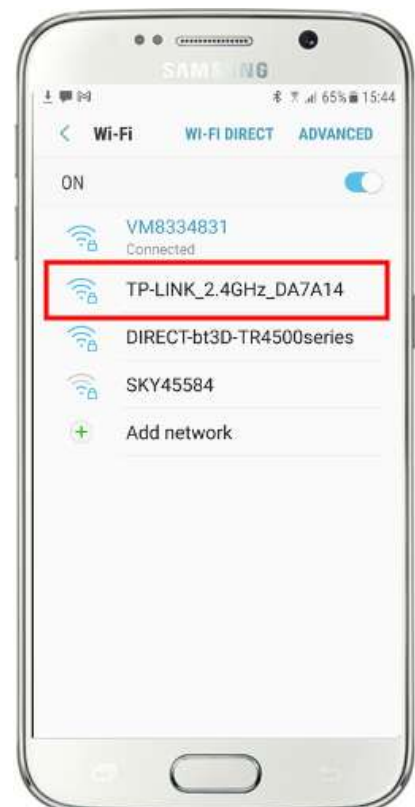 SAMSUNG
65% 15:44
< Wi-Fi WI-FI DIRECT ADVANCED
ON
VM8334831
Connected
TP-LINK_2.4GHz_DA7A14
DIRECT-bt3D-TR4500series
SKY45584
+ Add network